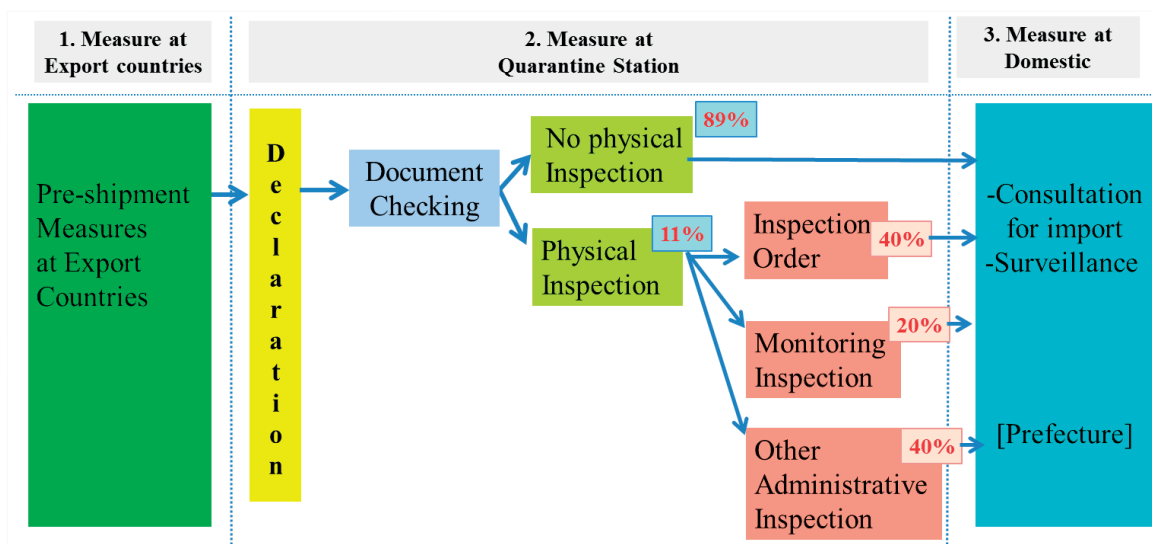 1. Measure at
Export countries
2. Measure at
Quarantine Station
3. Measure at
Domestic
Pre-shipment
Measures
at Export
Countries
Declaration
Document
Checking
No physical
Inspection
89%
Physical
Inspection
11%
Inspection
Order
40%
Monitoring
Inspection
20%
Other
Administrative
Inspection
40%
-Consultation
for import
-Surveillance
[Prefecture]